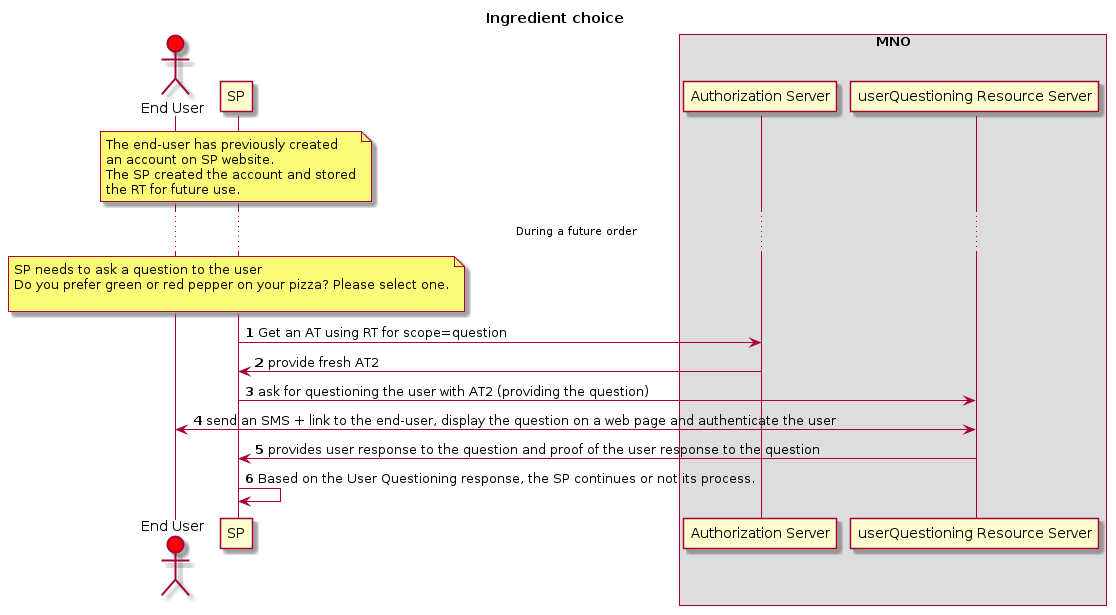 Ingredient choice
MNO
End User
SP
Authorization Server
userQuestioning Resource Server
The end-user has previously created
an account on SP website.
The SP created the account and stored
the RT for future use.
During a future order
SP needs to ask a question to the user
Do you prefer green or red pepper on your pizza? Please select one.
1 Get an AT using RT for scope=question
2 provide fresh AT2
3 ask for questioning the user with AT2 (providing the question)
4 send an SMS + link to the end-user, display the question on a web page and authenticate the user
5 provides user response to the question and proof of the user response to the question
6 Based on the User Questioning response, the SP continues or not its process.
End User
SP
Authorization Server
userQuestioning Resource Server